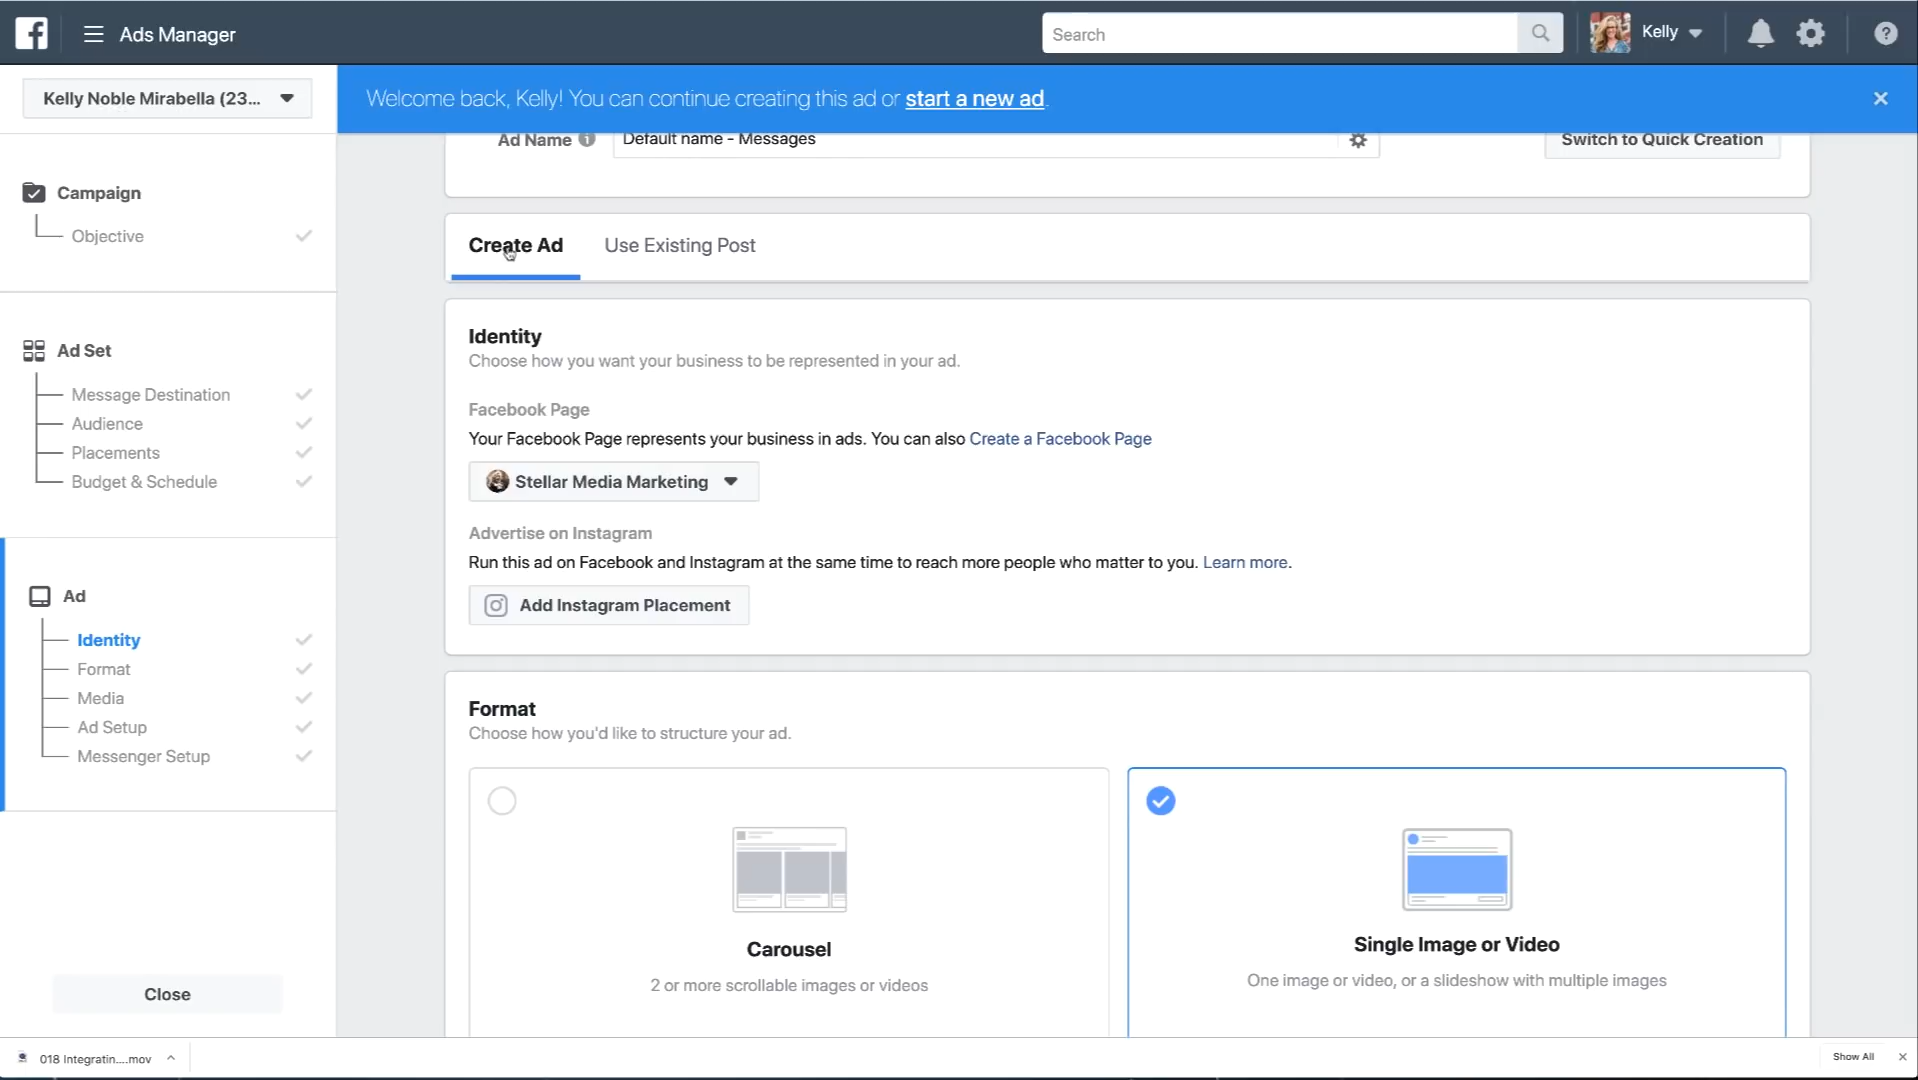 Ads Manager
Search
Kelly
Kelly Noble Mirabella (23...
Welcome back, Kelly! You can continue creating this ad or start a new ad.
Ad Name
Default name - Messages
Switch to Quick Creation
Campaign
Objective
Create Ad
Use Existing Post
Identity
Choose how you want your business to be represented in your ad.
Ad Set
Message Destination
Audience
Placements
Budget & Schedule
Facebook Page
Your Facebook Page represents your business in ads. You can also Create a Facebook Page
Stellar Media Marketing
Advertise on Instagram
Run this ad on Facebook and Instagram at the same time to reach more people who matter to you. Learn more.
Add Instagram Placement
Ad
Identity
Format
Media
Ad Setup
Messenger Setup
Format
Choose how you'd like to structure your ad.
Carousel
2 or more scrollable images or videos
Single Image or Video
One image or video, or a slideshow with multiple images
Close
018 Integratin....mov
Show All